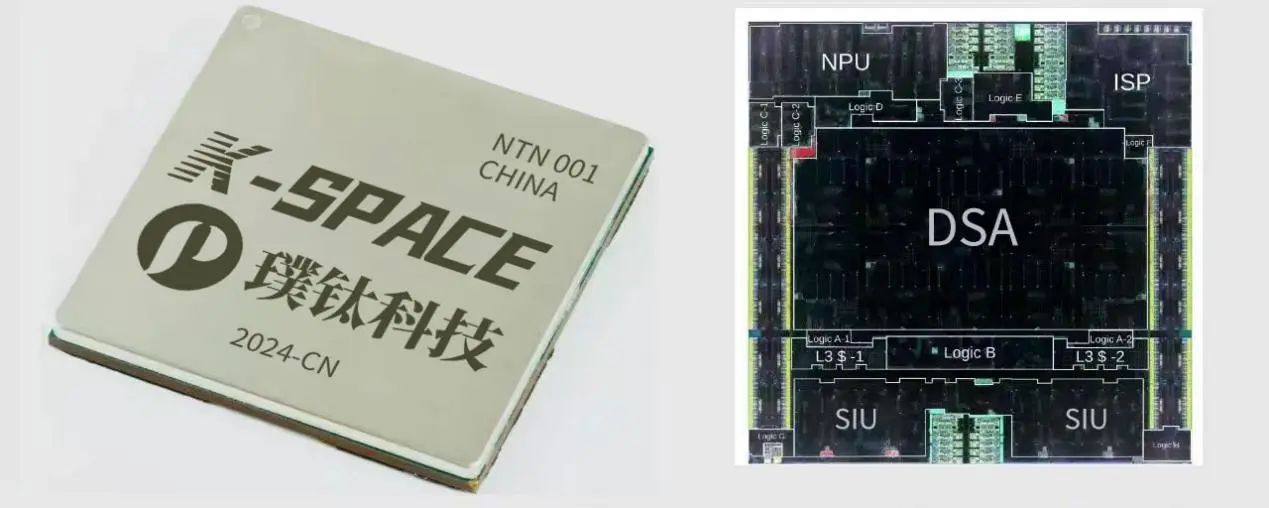 NTN 001
CHINA
K-SPACE
璞钛科技
2024-CN
NPU
ISP
Logic C-1
Logic C-2
Logic D
Logic C-3
Logic E
Logic F
DSA
Logic A-1
Logic B
Logic A-2
L3 $ -1
L3 $ -2
SIU
SIU
Logic G
Logic H